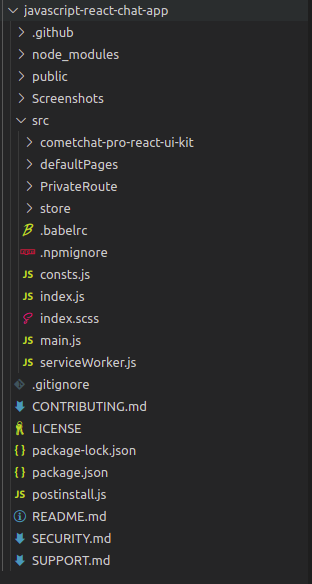 javascript-react-chat-app
.github
node_modules
public
Screenshots
src
cometchat-pro-react-ui-kit
defaultPages
PrivateRoute
store
.babelrc
npm .npmignore
JS consts.js
JS index.js
index.scss
JS main.js
JS serviceWorker.js
.gitignore
CONTRIBUTING.md
LICENSE
{ } package-lock.json
{ } package.json
JS postinstall.js
README.md
SECURITY.md
SUPPORT.md